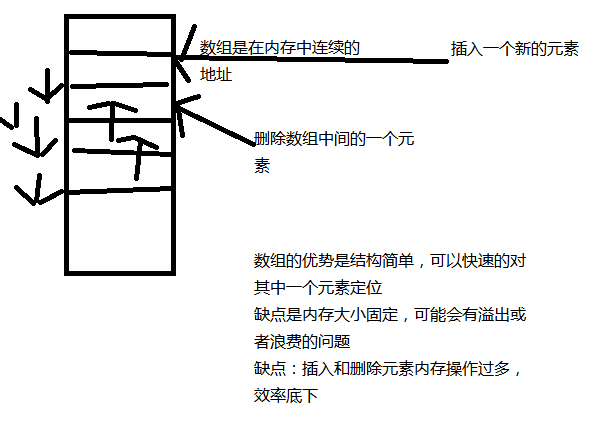 数组是在内存中连续的
地址
插入一个新的元素
删除数组中间的一个元
素
数组的优势是结构简单，可以快速的对
其中一个元素定位
缺点是内存大小固定，可能会有溢出或
者浪费的问题
缺点：插入和删除元素内存操作过多，
效率底下